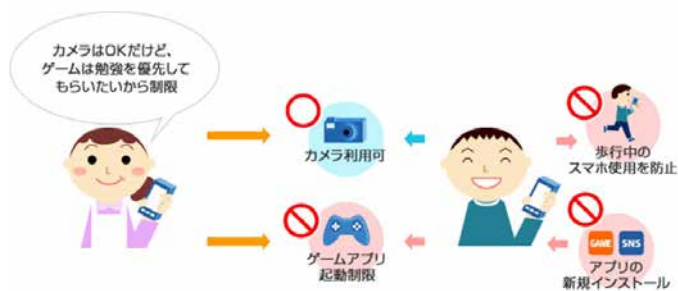 カメラはOKだけど、
ゲームは勉強を優先して
もらいたいから制限
カメラ利用可
歩行中の
スマホ使用を防止
ゲームアプリ
起動制限
GAME SNS
アプリの
新規インストール